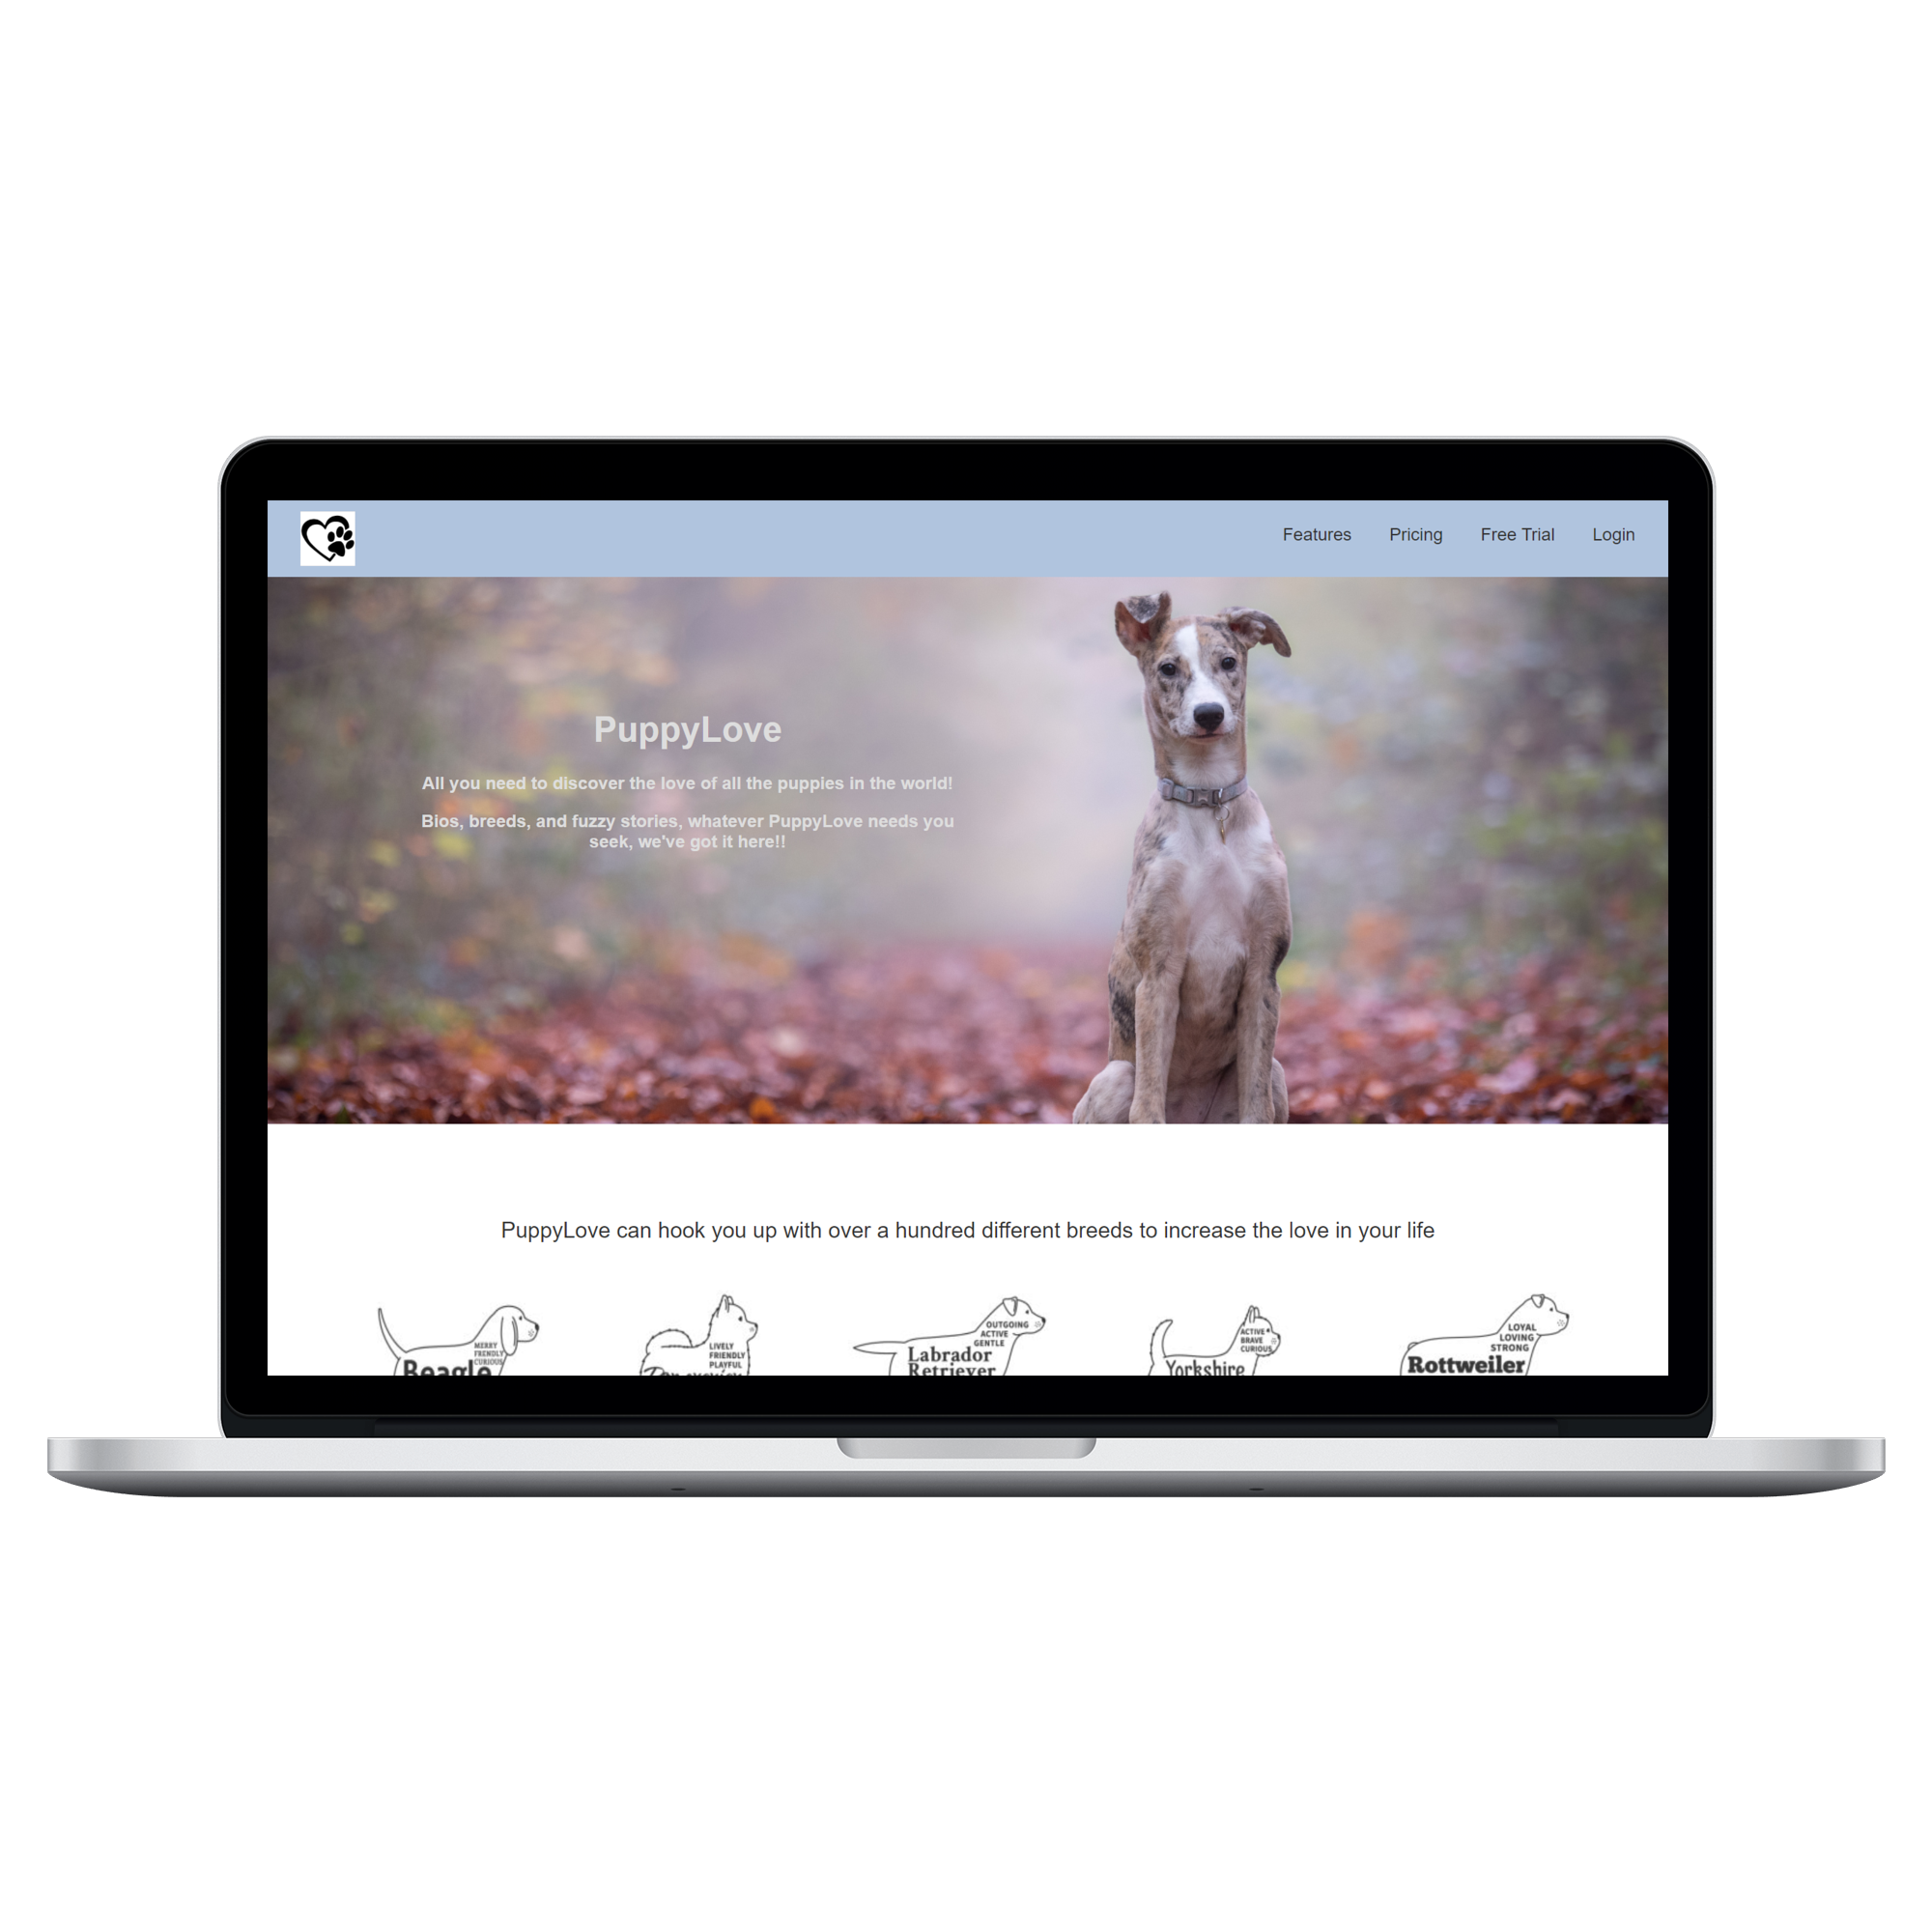 Features Pricing Free Trial Login
PuppyLove
All you need to discover the love of all the puppies in the world!
Bios, breeds, and fuzzy stories, whatever PuppyLove needs you
seek, we've got it here!!
PuppyLove can hook you up with over a hundred different breeds to increase the love in your life
MERRY
FRENDLY
CURIOUS
Beagle
LIVELY
FRIENDLY
PLAYFUL
OUTGOING
ACTIVE
GENTLE
Labrador
Retriever
ACTIVE
BRAVE
CURIOUS
Yorkshire
LOYAL
LOVING
STRONG
Rottweiler